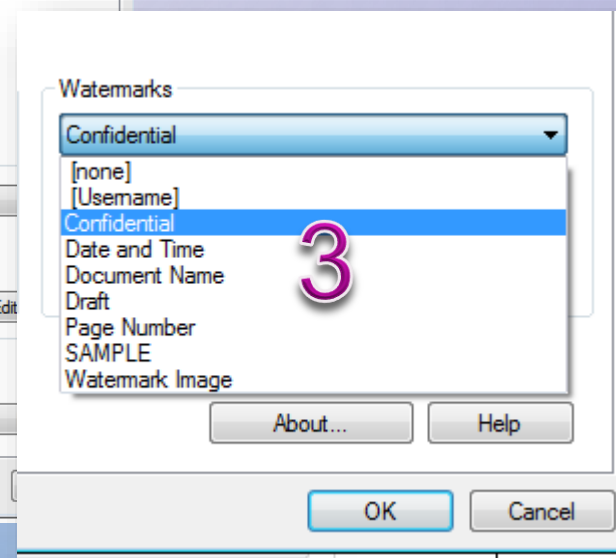 Watermarks
Confidential
[none]
[Username]
Confidential
Date and Time
Document Name
Draft
Page Number
SAMPLE
Watermark Image
3
About...
Help
OK
Cancel